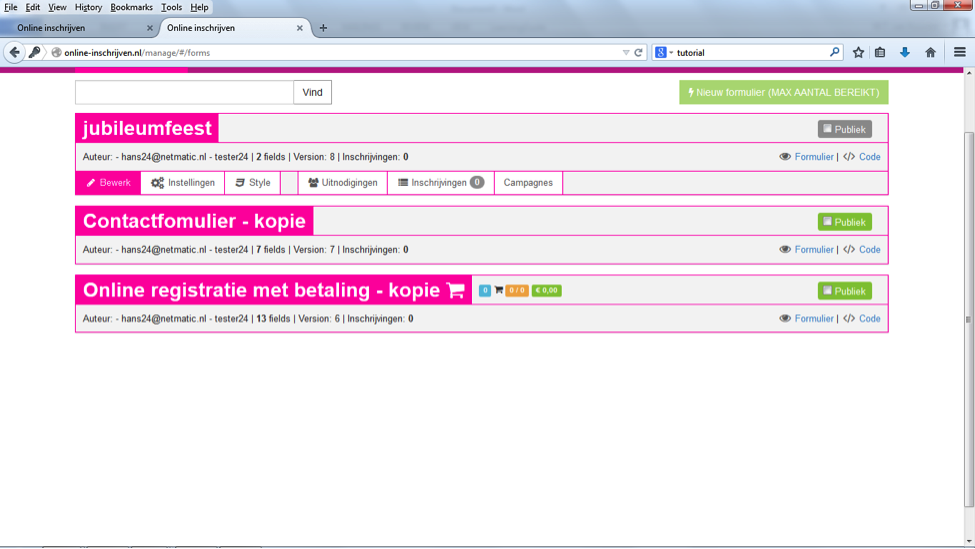 File Edit View History Bookmarks Tools Help
Online inschrijven × Online inschrijven × +
online-inschrijven.nl/manage/#/forms tutorial
Vind Nieuw formulier (MAX AANTAL BEREIKT)
jubileumfeest Publiek
Auteur: - hans24@netmatic.nl - tester24 | 2 fields | Version: 8 | Inschrijvingen: 0 Formulier | </> Code
Bewerk Instellingen Style Uitnodigingen Inschrijvingen 0 Campagnes
Contactfomulier - kopie Publiek
Auteur: - hans24@netmatic.nl - tester24 | 7 fields | Version: 7 | Inschrijvingen: 0 Formulier | </> Code
Online registratie met betaling - kopie 0 0 / 0 € 0,00 Publiek
Auteur: - hans24@netmatic.nl - tester24 | 13 fields | Version: 6 | Inschrijvingen: 0 Formulier | </> Code